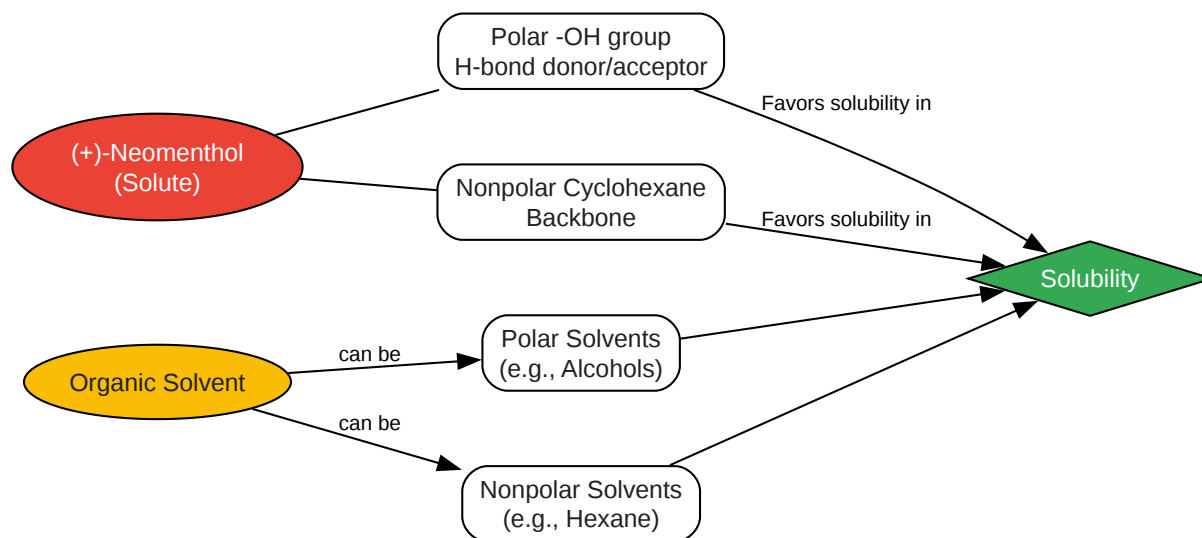 Polar -OH group
H-bond donor/acceptor
Favors solubility in
(+)-Neomenthol
(Solute)
Nonpolar Cyclohexane
Backbone
Favors solubility in
Solubility
Polar Solvents
(e.g., Alcohols)
can be
Organic Solvent
can be
Nonpolar Solvents
(e.g., Hexane)